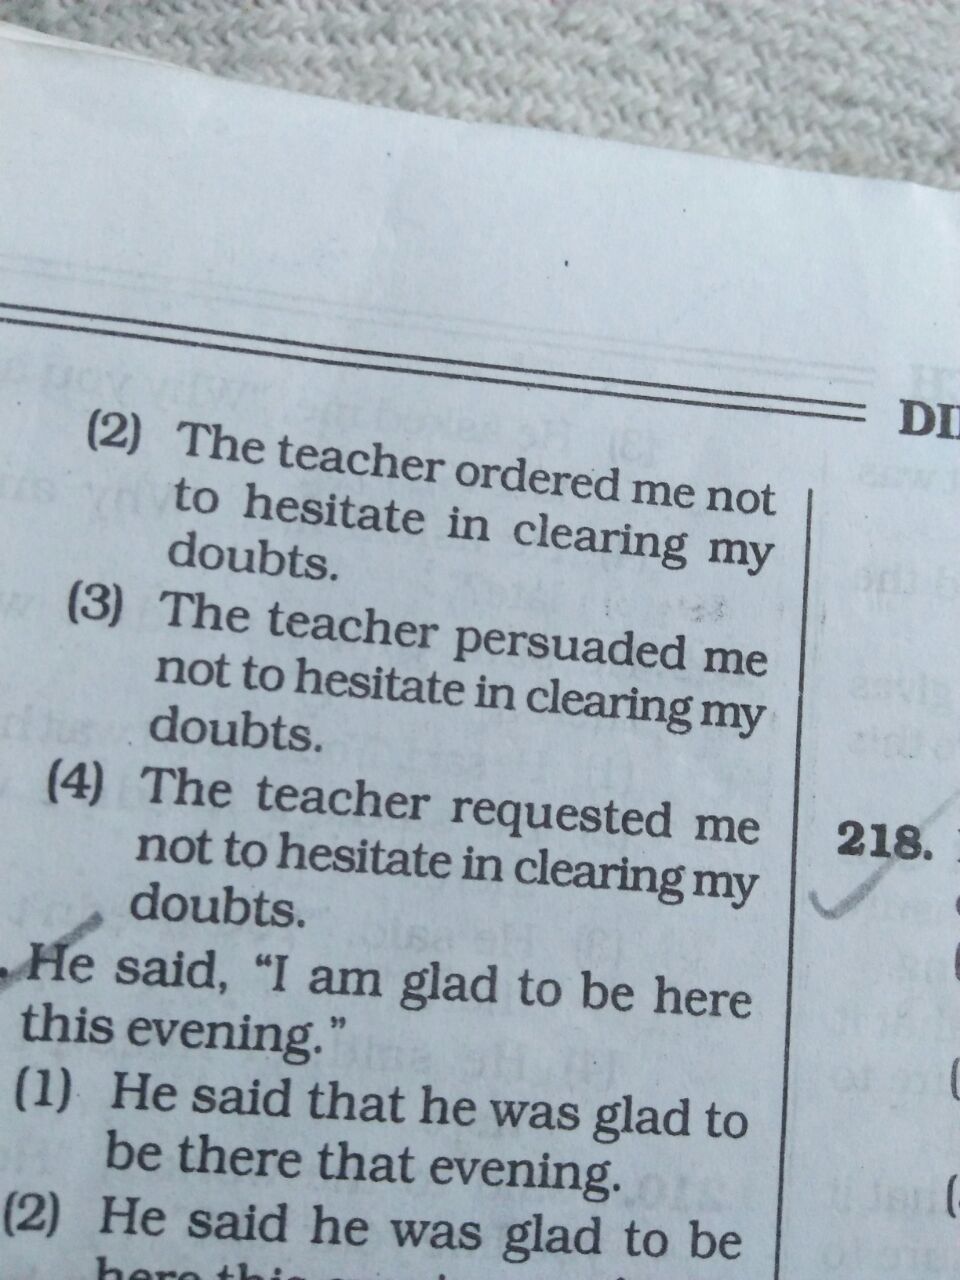 DI
(2) The teacher ordered me not
to hesitate in clearing my
doubts.
(3) The teacher persuaded me
not to hesitate in clearing my
doubts.
(4) The teacher requested me
not to hesitate in clearing my
doubts.
. He said, “I am glad to be here
this evening.”
(1) He said that he was glad to
be there that evening.
(2) He said he was glad to be
here this
218.